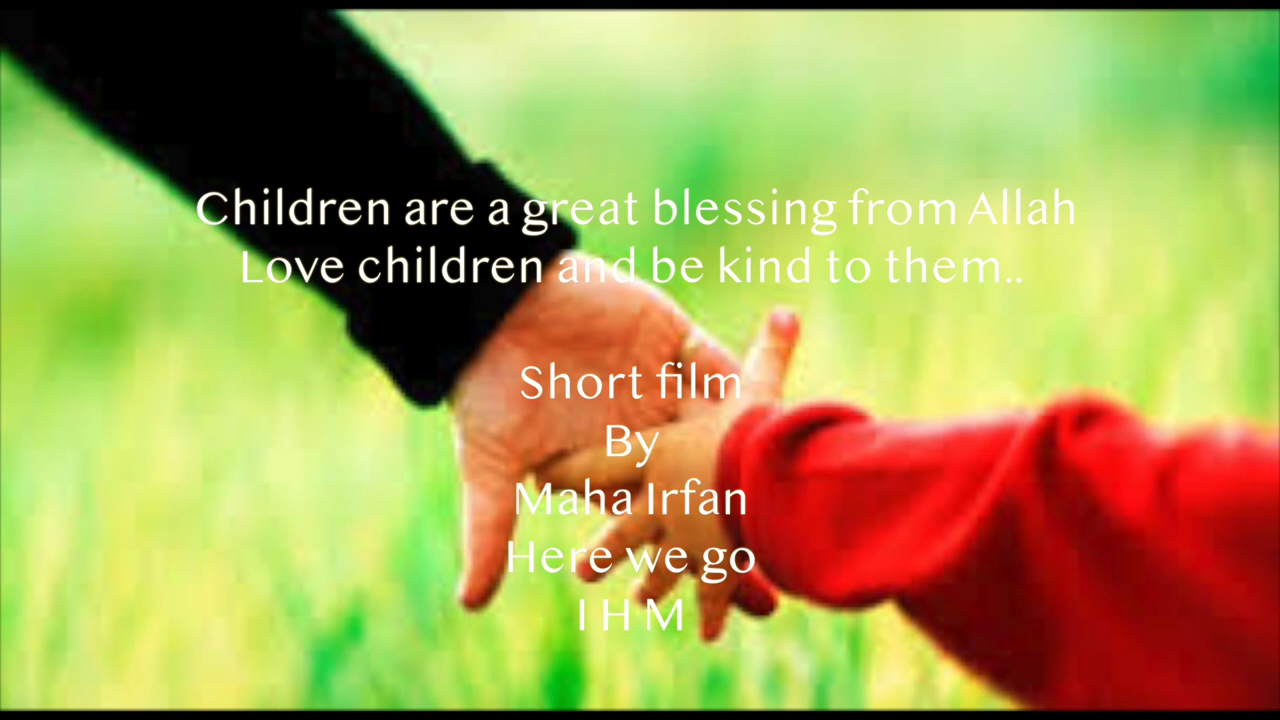 Children are a great blessing from Allah
Love children and be kind to them..
Short film
By
Maha Irfan
Here we go
I H M